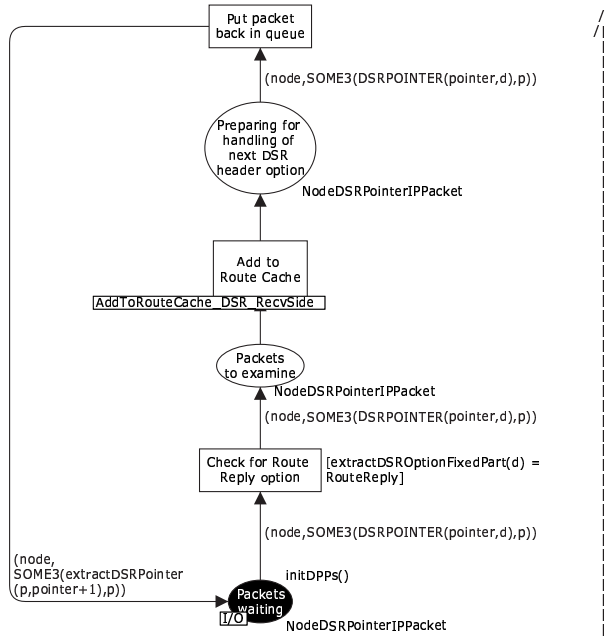 Put packet
back in queue
(node,SOME3(DSRPOINTER(pointer,d),p))
Preparing for
handling of
next DSR
header option
NodeDSRPointerIPPacket
Add to
Route Cache
AddToRouteCache_DSR_RecvSide
Packets
to examine
NodeDSRPointerIPPacket
(node,SOME3(DSRPOINTER(pointer,d),p))
Check for Route
Reply option
[extractDSROptionFixedPart(d) =
RouteReply]
(node,SOME3(DSRPOINTER(pointer,d),p))
(node,
SOME3(extractDSRPointer
(p,pointer+1),p))
initDPPs()
Packets
waiting
I/O
NodeDSRPointerIPPacket